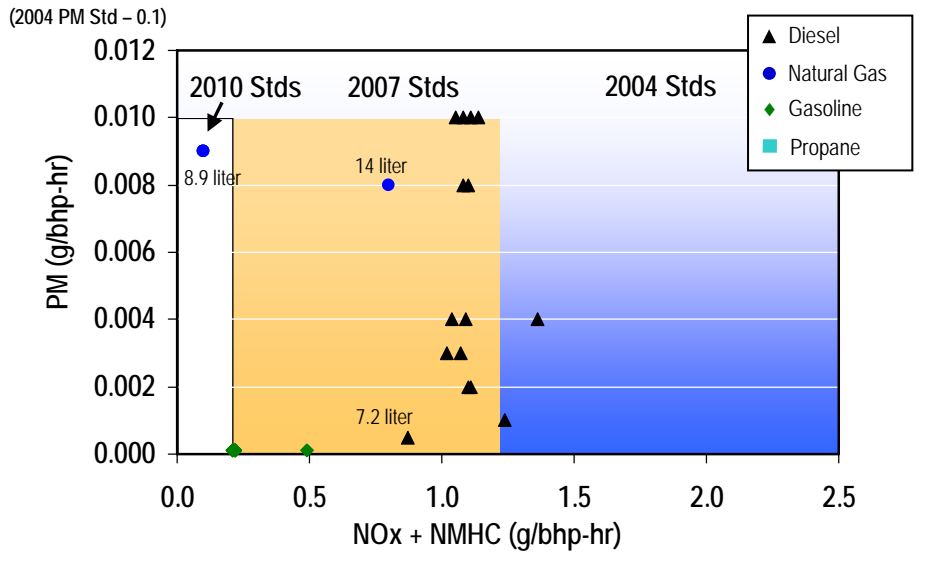 (2004 PM Std – 0.1)
Diesel
Natural Gas
Gasoline
Propane
2010 Stds
2007 Stds
2004 Stds
8.9 liter
14 liter
7.2 liter
PM (g/bhp-hr)
0.012
0.010
0.008
0.006
0.004
0.002
0.000
0.0 0.5 1.0 1.5 2.0 2.5
NOx + NMHC (g/bhp-hr)